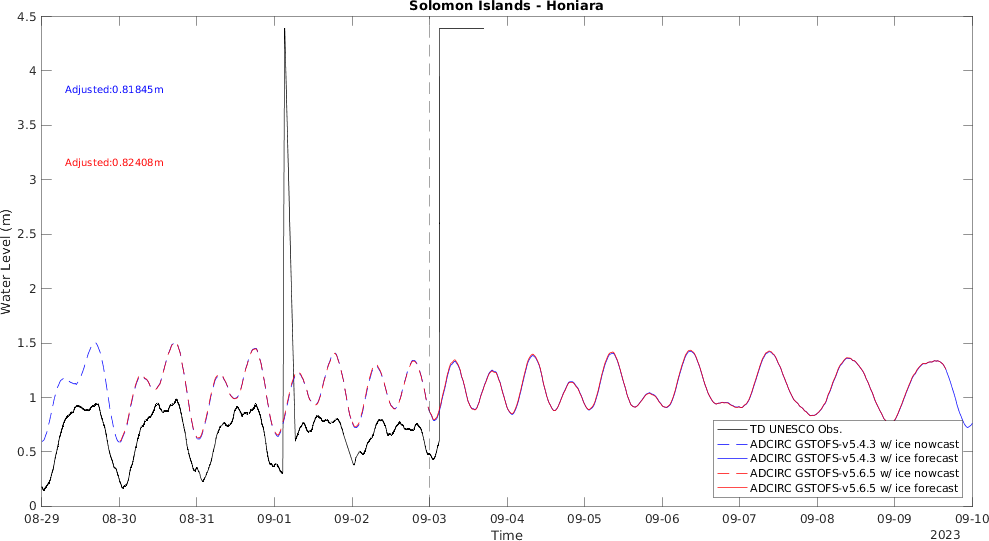 Solomon Islands - Honiara
4.5
4
3.5
3
2.5
2
1.5
1
0.5
0
Water Level (m)
Adjusted:0.81845m
Adjusted:0.82408m
TD UNESCO Obs.
ADCIRC GSTOFS-v5.4.3 w/ ice nowcast
ADCIRC GSTOFS-v5.4.3 w/ ice forecast
ADCIRC GSTOFS-v5.6.5 w/ ice nowcast
ADCIRC GSTOFS-v5.6.5 w/ ice forecast
08-29 08-30 08-31 09-01 09-02 09-03 09-04 09-05 09-06 09-07 09-08 09-09 09-10
Time
2023